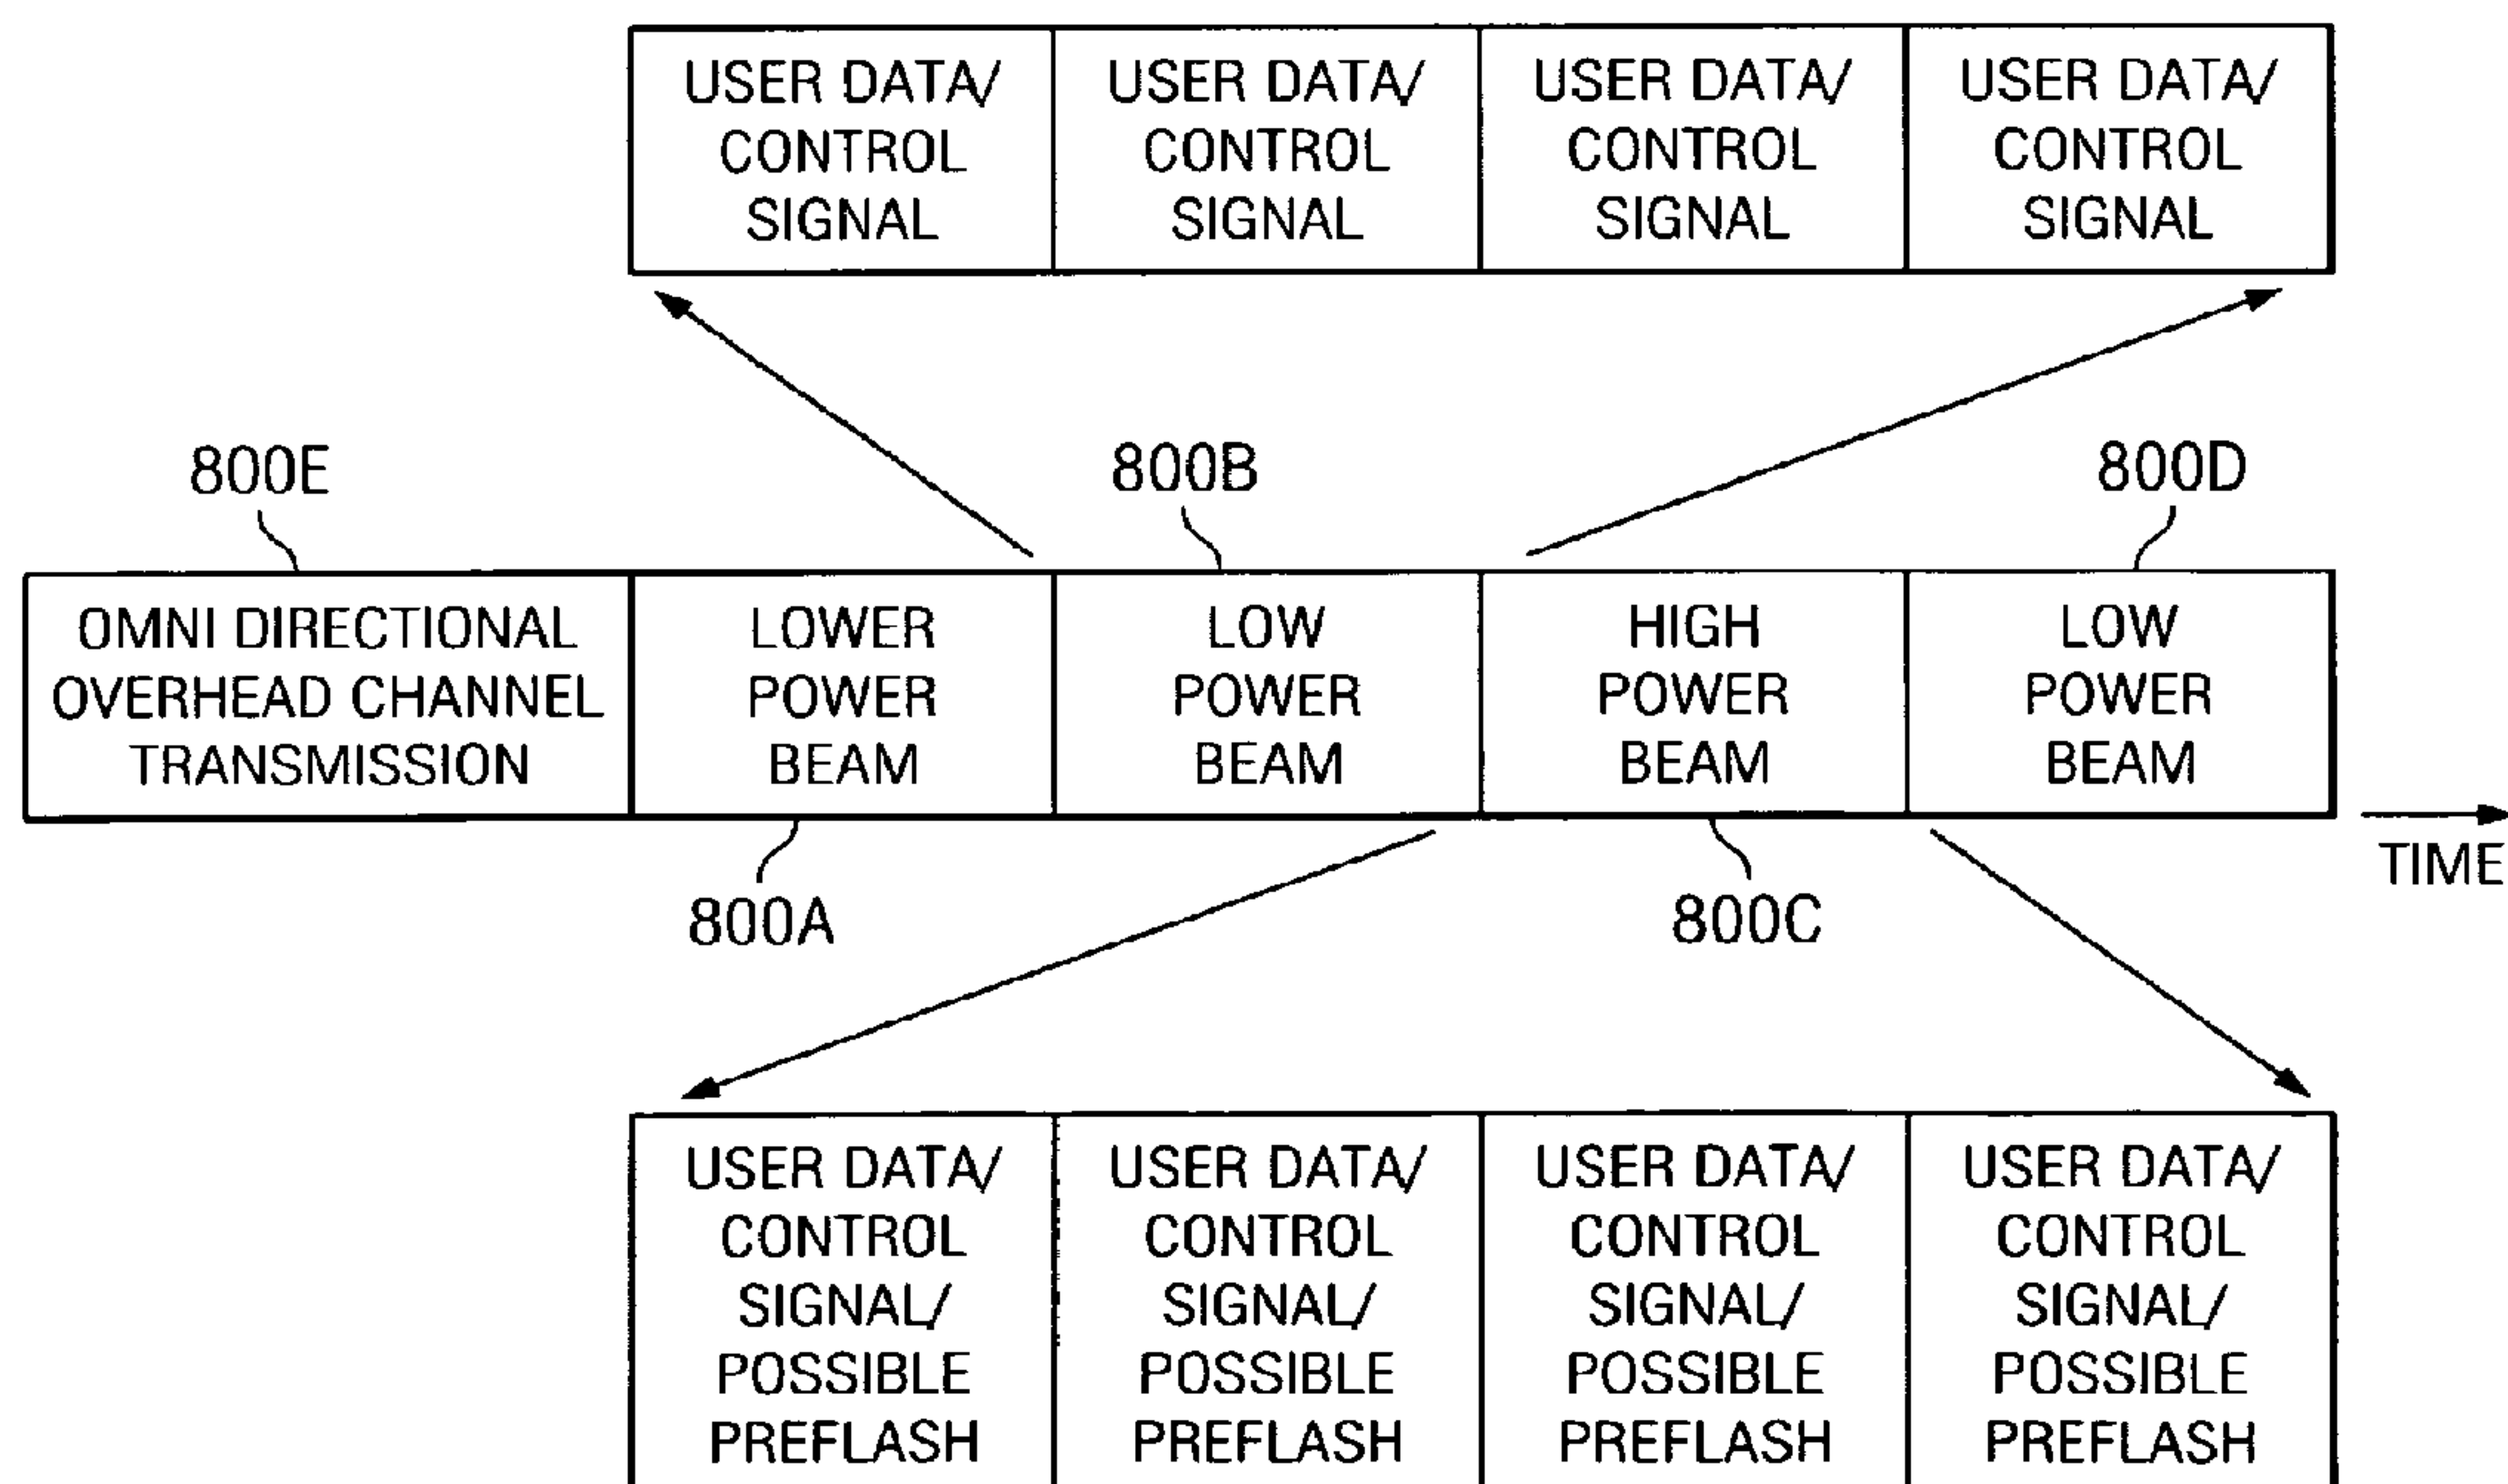 USER DATA/
CONTROL
SIGNAL
USER DATA/
CONTROL
SIGNAL
USER DATA/
CONTROL
SIGNAL
USER DATA/
CONTROL
SIGNAL
800E
800B
800D
OMNI DIRECTIONAL
OVERHEAD CHANNEL
TRANSMISSION
LOWER
POWER
BEAM
LOW
POWER
BEAM
HIGH
POWER
BEAM
LOW
POWER
BEAM
TIME
800A
800C
USER DATA/
CONTROL
SIGNAL/
POSSIBLE
PREFLASH
USER DATA/
CONTROL
SIGNAL/
POSSIBLE
PREFLASH
USER DATA/
CONTROL
SIGNAL/
POSSIBLE
PREFLASH
USER DATA/
CONTROL
SIGNAL/
POSSIBLE
PREFLASH